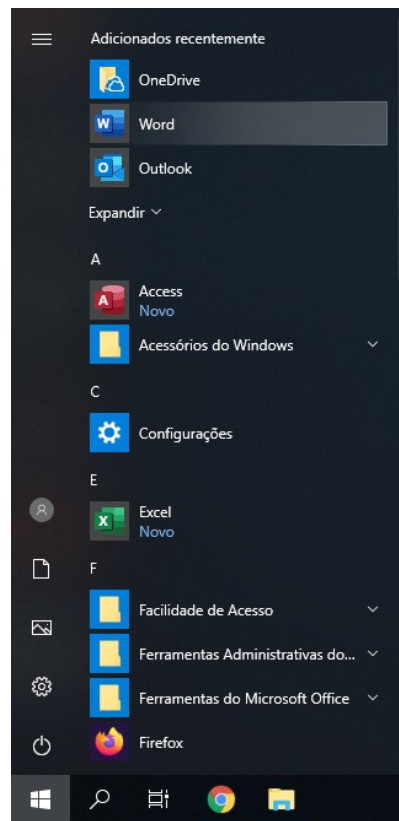 Adicionados recentemente
OneDrive
Word
Outlook
Expandir
A
Access
Novo
Acessórios do Windows
C
Configurações
E
Excel
Novo
F
Facilidade de Acesso
Ferramentas Administrativas do...
Ferramentas do Microsoft Office
Firefox